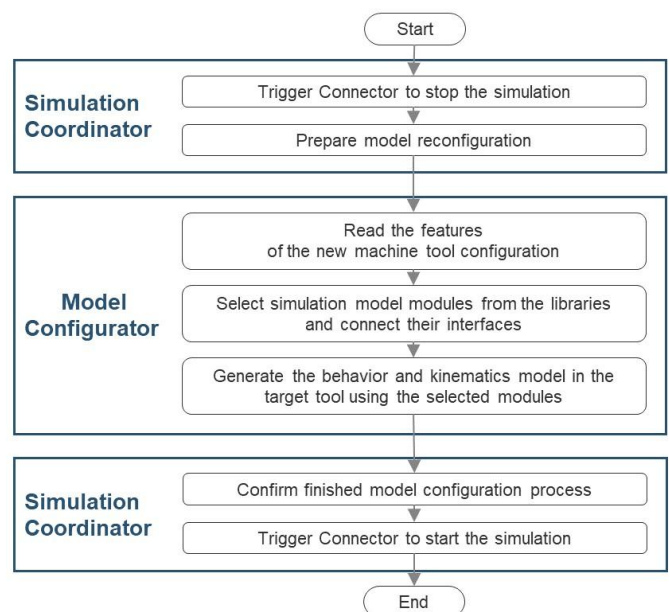 Start
Simulation
Coordinator
Trigger Connector to stop the simulation
Prepare model reconfiguration
Model
Configurator
Read the features
of the new machine tool configuration
Select simulation model modules from the libraries
and connect their interfaces
Generate the behavior and kinematics model in the
target tool using the selected modules
Simulation
Coordinator
Confirm finished model configuration process
Trigger Connector to start the simulation
End